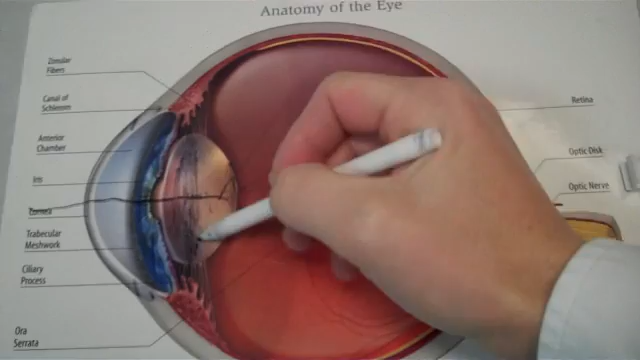 Anatomy of the Eye
Zonular
Fibers
Canal of
Schlemm
Anterior
Chamber
Iris
Cornea
Trabecular
Meshwork
Ciliary
Process
Ora
Serrata
Retina
Optic Disk
Optic Nerve